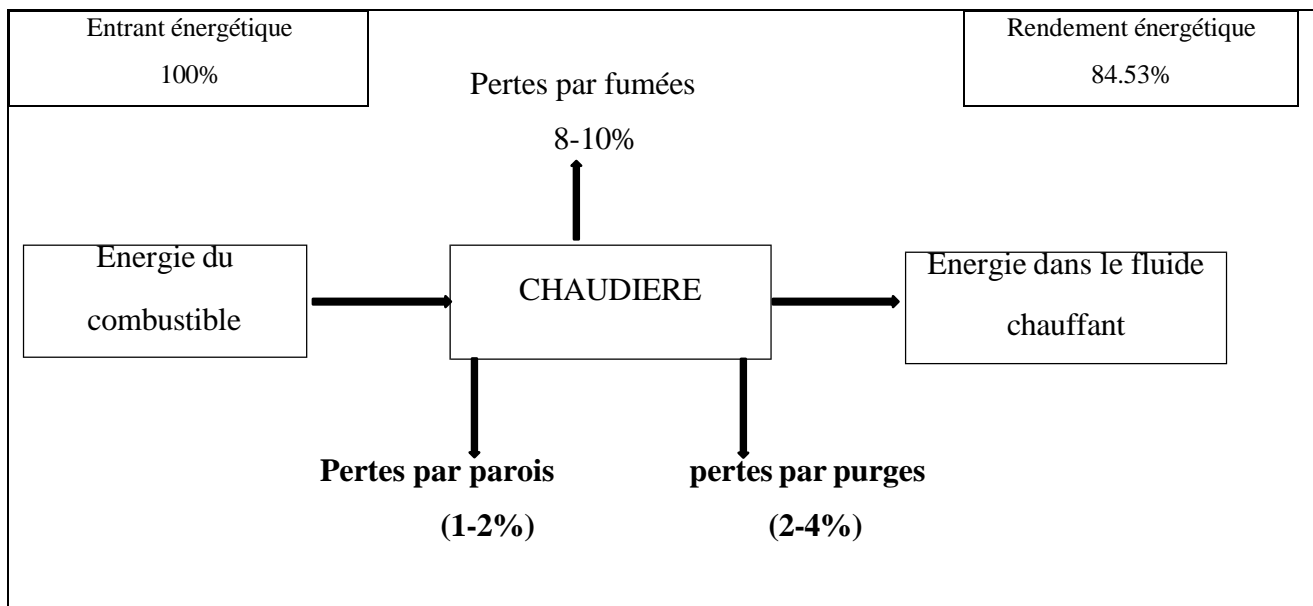 Entrant énergétique
100%
Rendement énergétique
84.53%
Pertes par fumées
8-10%
Energie du
combustible
CHAUDIERE
Energie dans le fluide
chauffant
Pertes par parois
(1-2%)
pertes par purges
(2-4%)